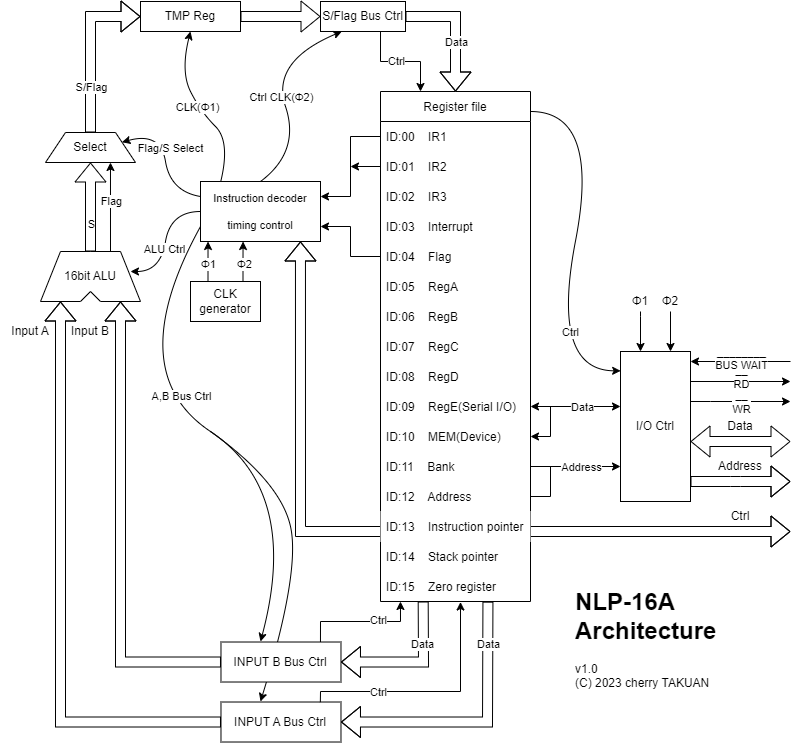 TMP Reg
S/Flag Bus Ctrl
Data
Ctrl
S/Flag
CLK(Φ1)
Ctrl CLK(Φ2)
Register file
Select
Flag/S Select
ID:00 IR1
ID:01 IR2
ID:02 IR3
ID:03 Interrupt
ID:04 Flag
ID:05 RegA
ID:06 RegB
ID:07 RegC
ID:08 RegD
ID:09 RegE(Serial I/O)
ID:10 MEM(Device)
ID:11 Bank
ID:12 Address
ID:13 Instruction pointer
ID:14 Stack pointer
ID:15 Zero register
Instruction decoder
timing control
Flag
S
ALU Ctrl
16bit ALU
Φ1
Φ2
CLK
generator
Input A
Input B
A,B Bus Ctrl
Ctrl
Φ1
Φ2
I/O Ctrl
BUS WAIT
RD
WR
Data
Address
Data
Address
Ctrl
Ctrl
Data
Data
INPUT B Bus Ctrl
Ctrl
INPUT A Bus Ctrl
NLP-16A
Architecture
v1.0
(C) 2023 cherry TAKUAN